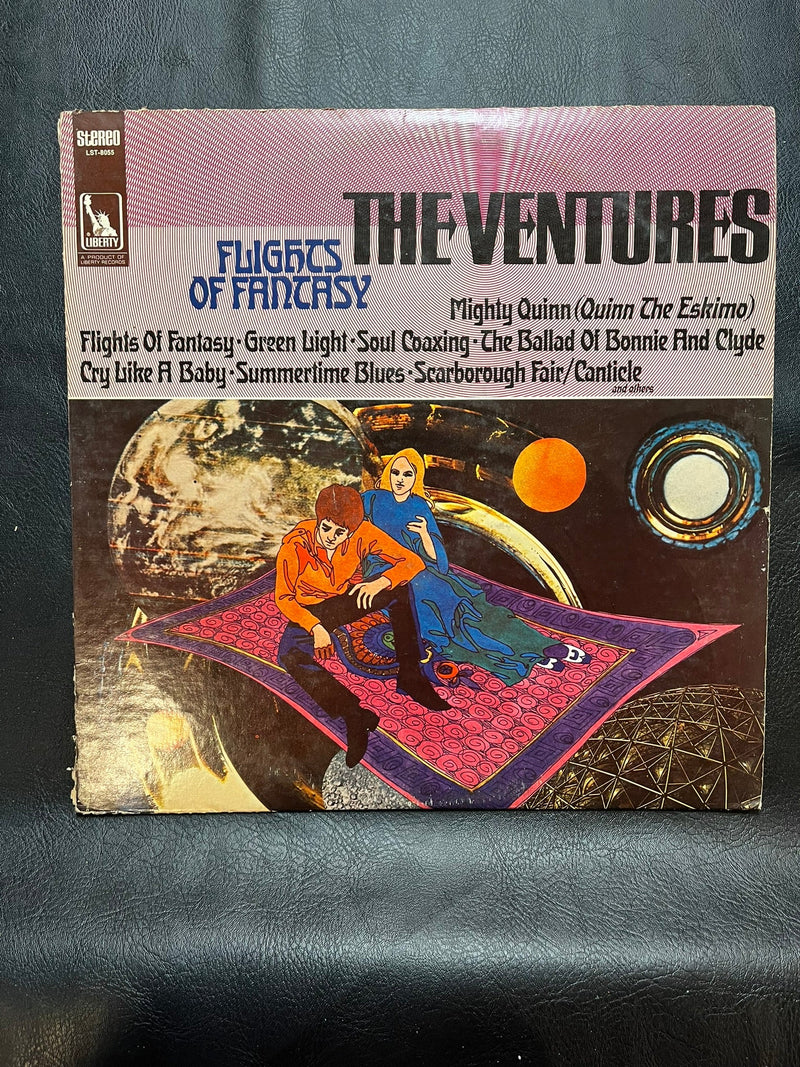 Stereo
LST-8055
LIBERTY
A PRODUCT OF
LIBERTY RECORDS
THE VENTURES
FLIGHTS
OF FANTASY
Mighty Quinn (Quinn The Eskimo)
Flights Of Fantasy · Green Light · Soul Coaxing · The Ballad Of Bonnie And Clyde
Cry Like A Baby · Summertime Blues · Scarborough Fair/Canticle
and others